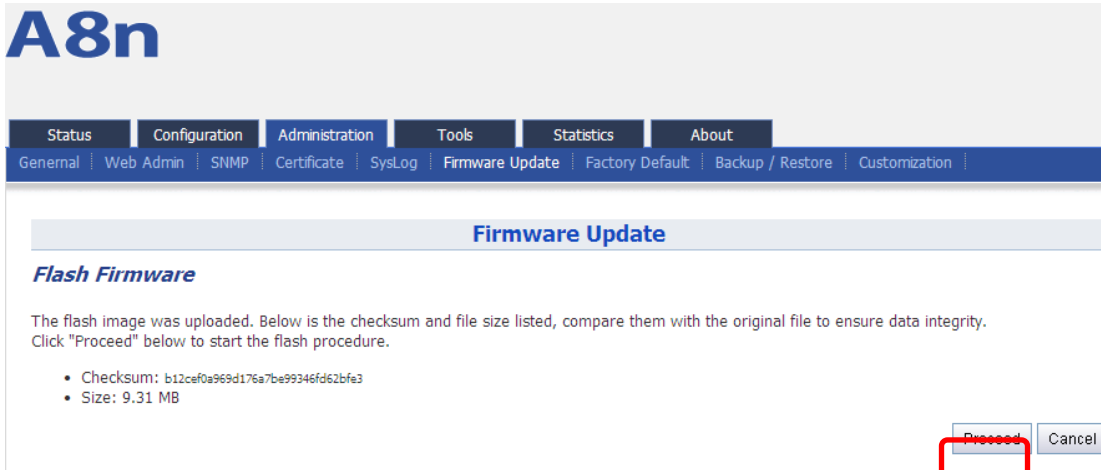 A8n
Status Configuration Administration Tools Statistics About
Genernal Web Admin SNMP Certificate SysLog Firmware Update Factory Default Backup / Restore Customization
Firmware Update
Flash Firmware
The flash image was uploaded. Below is the checksum and file size listed, compare them with the original file to ensure data integrity.
Click "Proceed" below to start the flash procedure.
• Checksum: b12cef0a969d176a7be99346fd62bfe3
• Size: 9.31 MB
Proceed Cancel